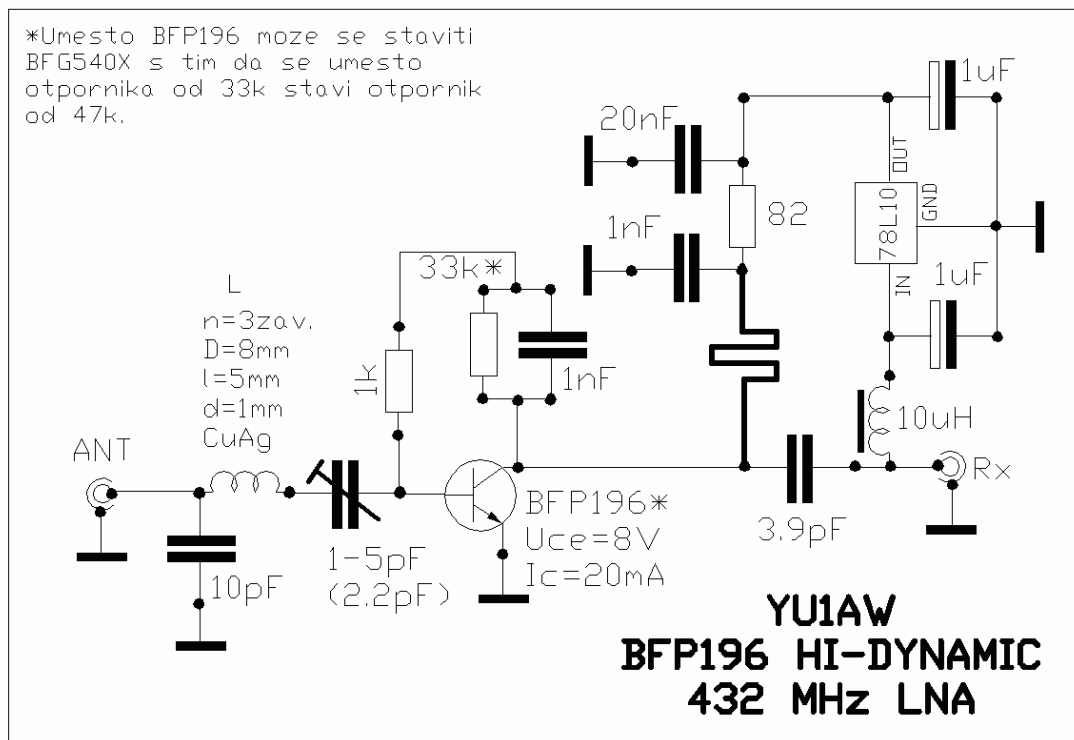 *Umesto BFP196 moze se staviti
BFG540X s tim da se umesto
otpornika od 33k stavi otpornik
od 47k.
1uF
20nF
OUT
78L10
GND
IN
82
1nF
1uF
33k*
L
n=3zav.
D=8mm
l=5mm
d=1mm
CuAg
1k
1nF
10uH
ANT
Rx
BFP196*
Uce=8V
Ic=20mA
3.9pF
1-5pF
(2.2pF)
10pF
YU1AW
BFP196 HI-DYNAMIC
432 MHz LNA